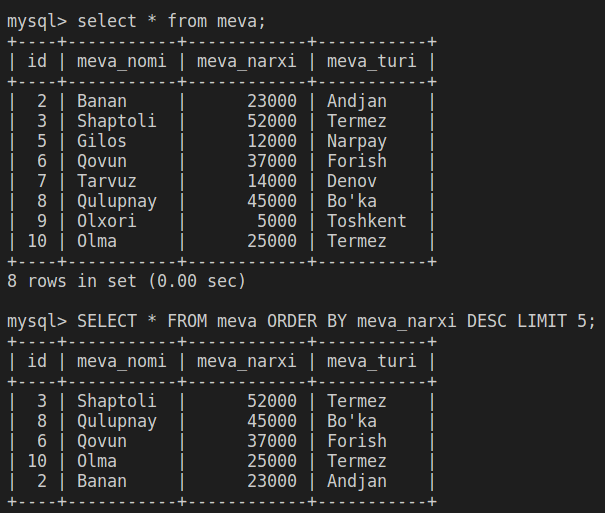 mysql> select * from meva;
+----+-----------+------------+-----------+
| id | meva_nomi | meva_narxi | meva_turi |
+----+-----------+------------+-----------+
|  2 | Banan     |      23000 | Andjan    |
|  3 | Shaptoli  |      52000 | Termez    |
|  5 | Gilos     |      12000 | Narpay    |
|  6 | Qovun     |      37000 | Forish    |
|  7 | Tarvuz    |      14000 | Denov     |
|  8 | Qulupnay  |      45000 | Bo'ka     |
|  9 | Olxori    |       5000 | Toshkent  |
| 10 | Olma      |      25000 | Termez    |
+----+-----------+------------+-----------+
8 rows in set (0.00 sec)

mysql> SELECT * FROM meva ORDER BY meva_narxi DESC LIMIT 5;
+----+-----------+------------+-----------+
| id | meva_nomi | meva_narxi | meva_turi |
+----+-----------+------------+-----------+
|  3 | Shaptoli  |      52000 | Termez    |
|  8 | Qulupnay  |      45000 | Bo'ka     |
|  6 | Qovun     |      37000 | Forish    |
| 10 | Olma      |      25000 | Termez    |
|  2 | Banan     |      23000 | Andjan    |
+----+-----------+------------+-----------+